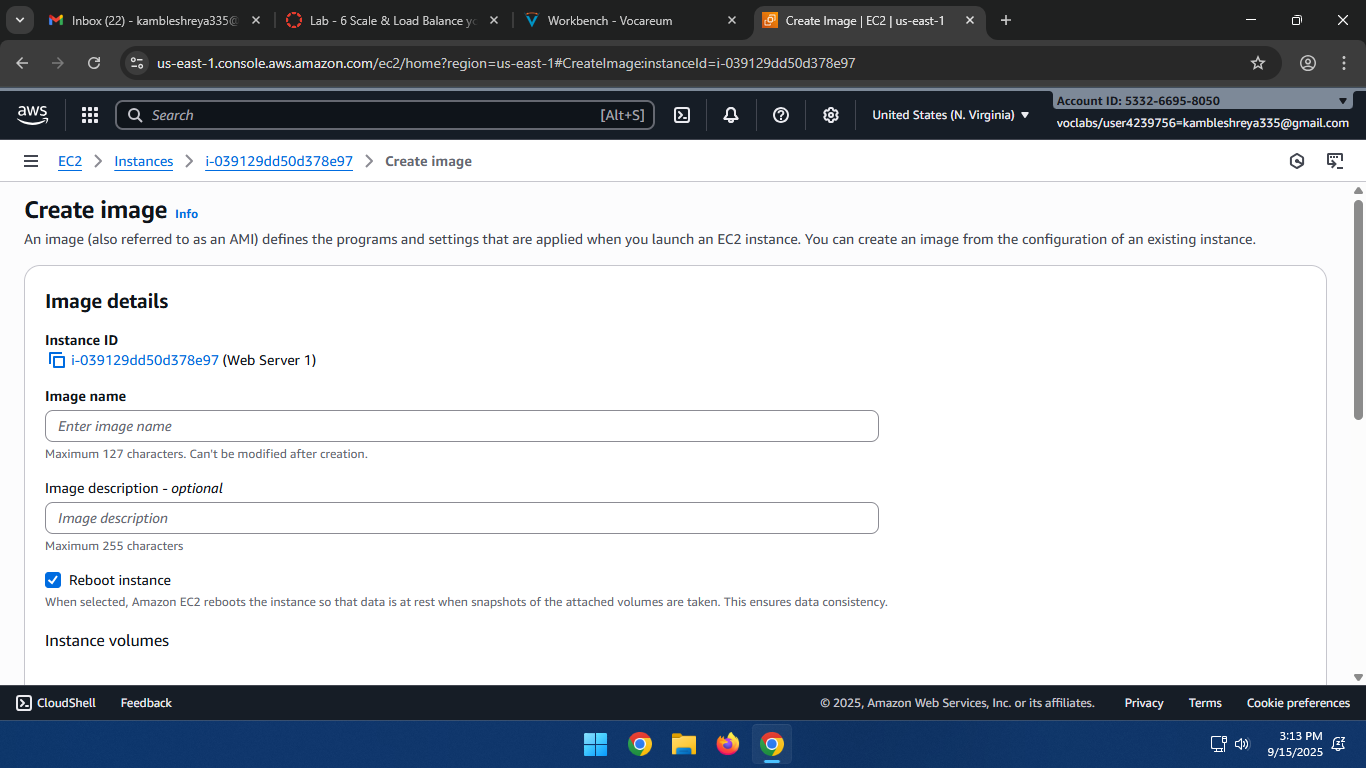 Inbox (22) - kambleshreya335@
Lab - 6 Scale & Load Balance yo
Workbench - Vocareum
Create Image | EC2 | us-east-1
us-east-1.console.aws.amazon.com/ec2/home?region=us-east-1#CreateImage:instanceId=i-039129dd50d378e97
aws
Search
[Alt+S]
United States (N. Virginia)
Account ID: 5332-6695-8050
voclabs/user4239756=kambleshreya335@gmail.com
EC2
Instances
i-039129dd50d378e97
Create image
Create image Info
An image (also referred to as an AMI) defines the programs and settings that are applied when you launch an EC2 instance. You can create an image from the configuration of an existing instance.
Image details
Instance ID
i-039129dd50d378e97 (Web Server 1)
Image name
Enter image name
Maximum 127 characters. Can't be modified after creation.
Image description - optional
Image description
Maximum 255 characters
Reboot instance
When selected, Amazon EC2 reboots the instance so that data is at rest when snapshots of the attached volumes are taken. This ensures data consistency.
Instance volumes
CloudShell
Feedback
© 2025, Amazon Web Services, Inc. or its affiliates.
Privacy
Terms
Cookie preferences
3:13 PM
9/15/2025